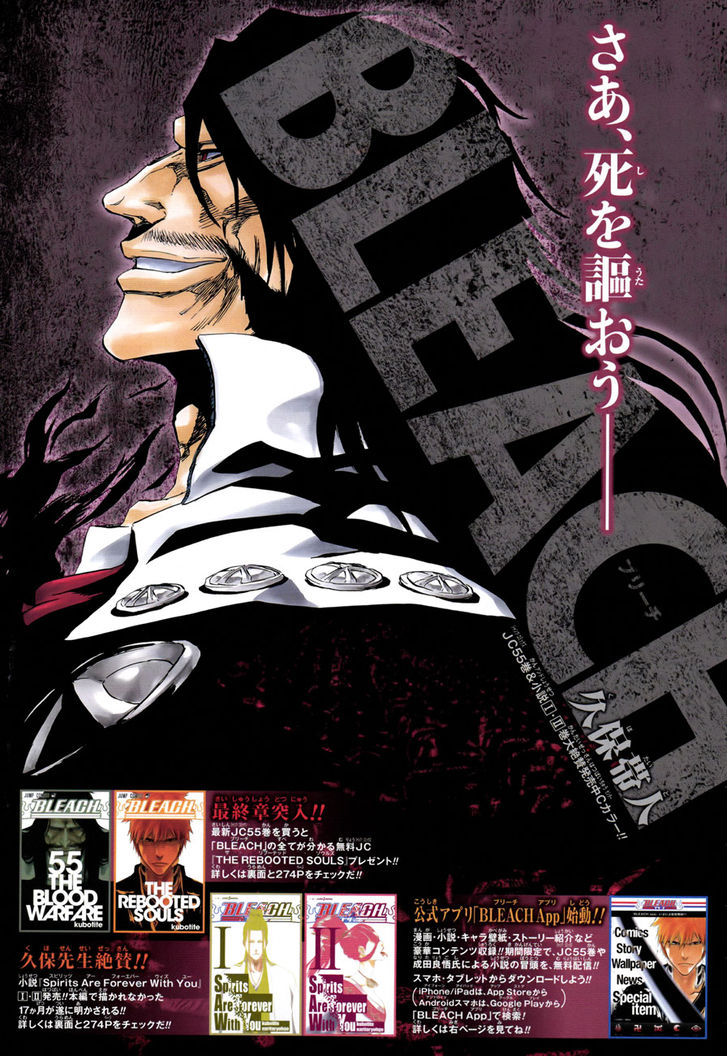 さあ、死を謳おう――
BLEACH
ブリーチ
久保帯人
JC55巻&小説Ⅰ・Ⅱ巻大絶賛発売中Cカラー!!
JUMP COMICS
BLEACH
55
THE
BLOOD
WARFARE
kubotite
JUMP COMICS
BLEACH
THE
REBOOTED
SOULS
kubotite
最終章突入!!
最新JC55巻を買うと
「BLEACH」の全てが分かる無料JC
『THE REBOOTED SOULS』プレゼント!!
詳しくは裏面と274Pをチェックだ!!
久保先生絶賛!!
小説『Spirits Are Forever With You』
Ⅰ・Ⅱ発売!!本編で描かれなかった
17ヵ月が遂に明かされる!!
詳しくは裏面と274Pをチェックだ!!
BLEACH
I
Spirits
Are Forever
With You
BLEACH
II
Spirits
Are Forever
With You
公式アプリ「BLEACH App」始動!!
漫画・小説・キャラ壁紙・ストーリー紹介など
豪華コンテンツ収録!!期間限定で、JC55巻や
成田良悟氏による小説の冒頭を、無料配信!!
スマホ・タブレットからダウンロードしよう!
(iPhone/iPadは、App Storeから
Androidスマホは、Google Playから)
「BLEACH App」で検索!
詳しくは右ページを見てね!!
BLEACH
Comics
Story
Wallpaper
News
Special
item